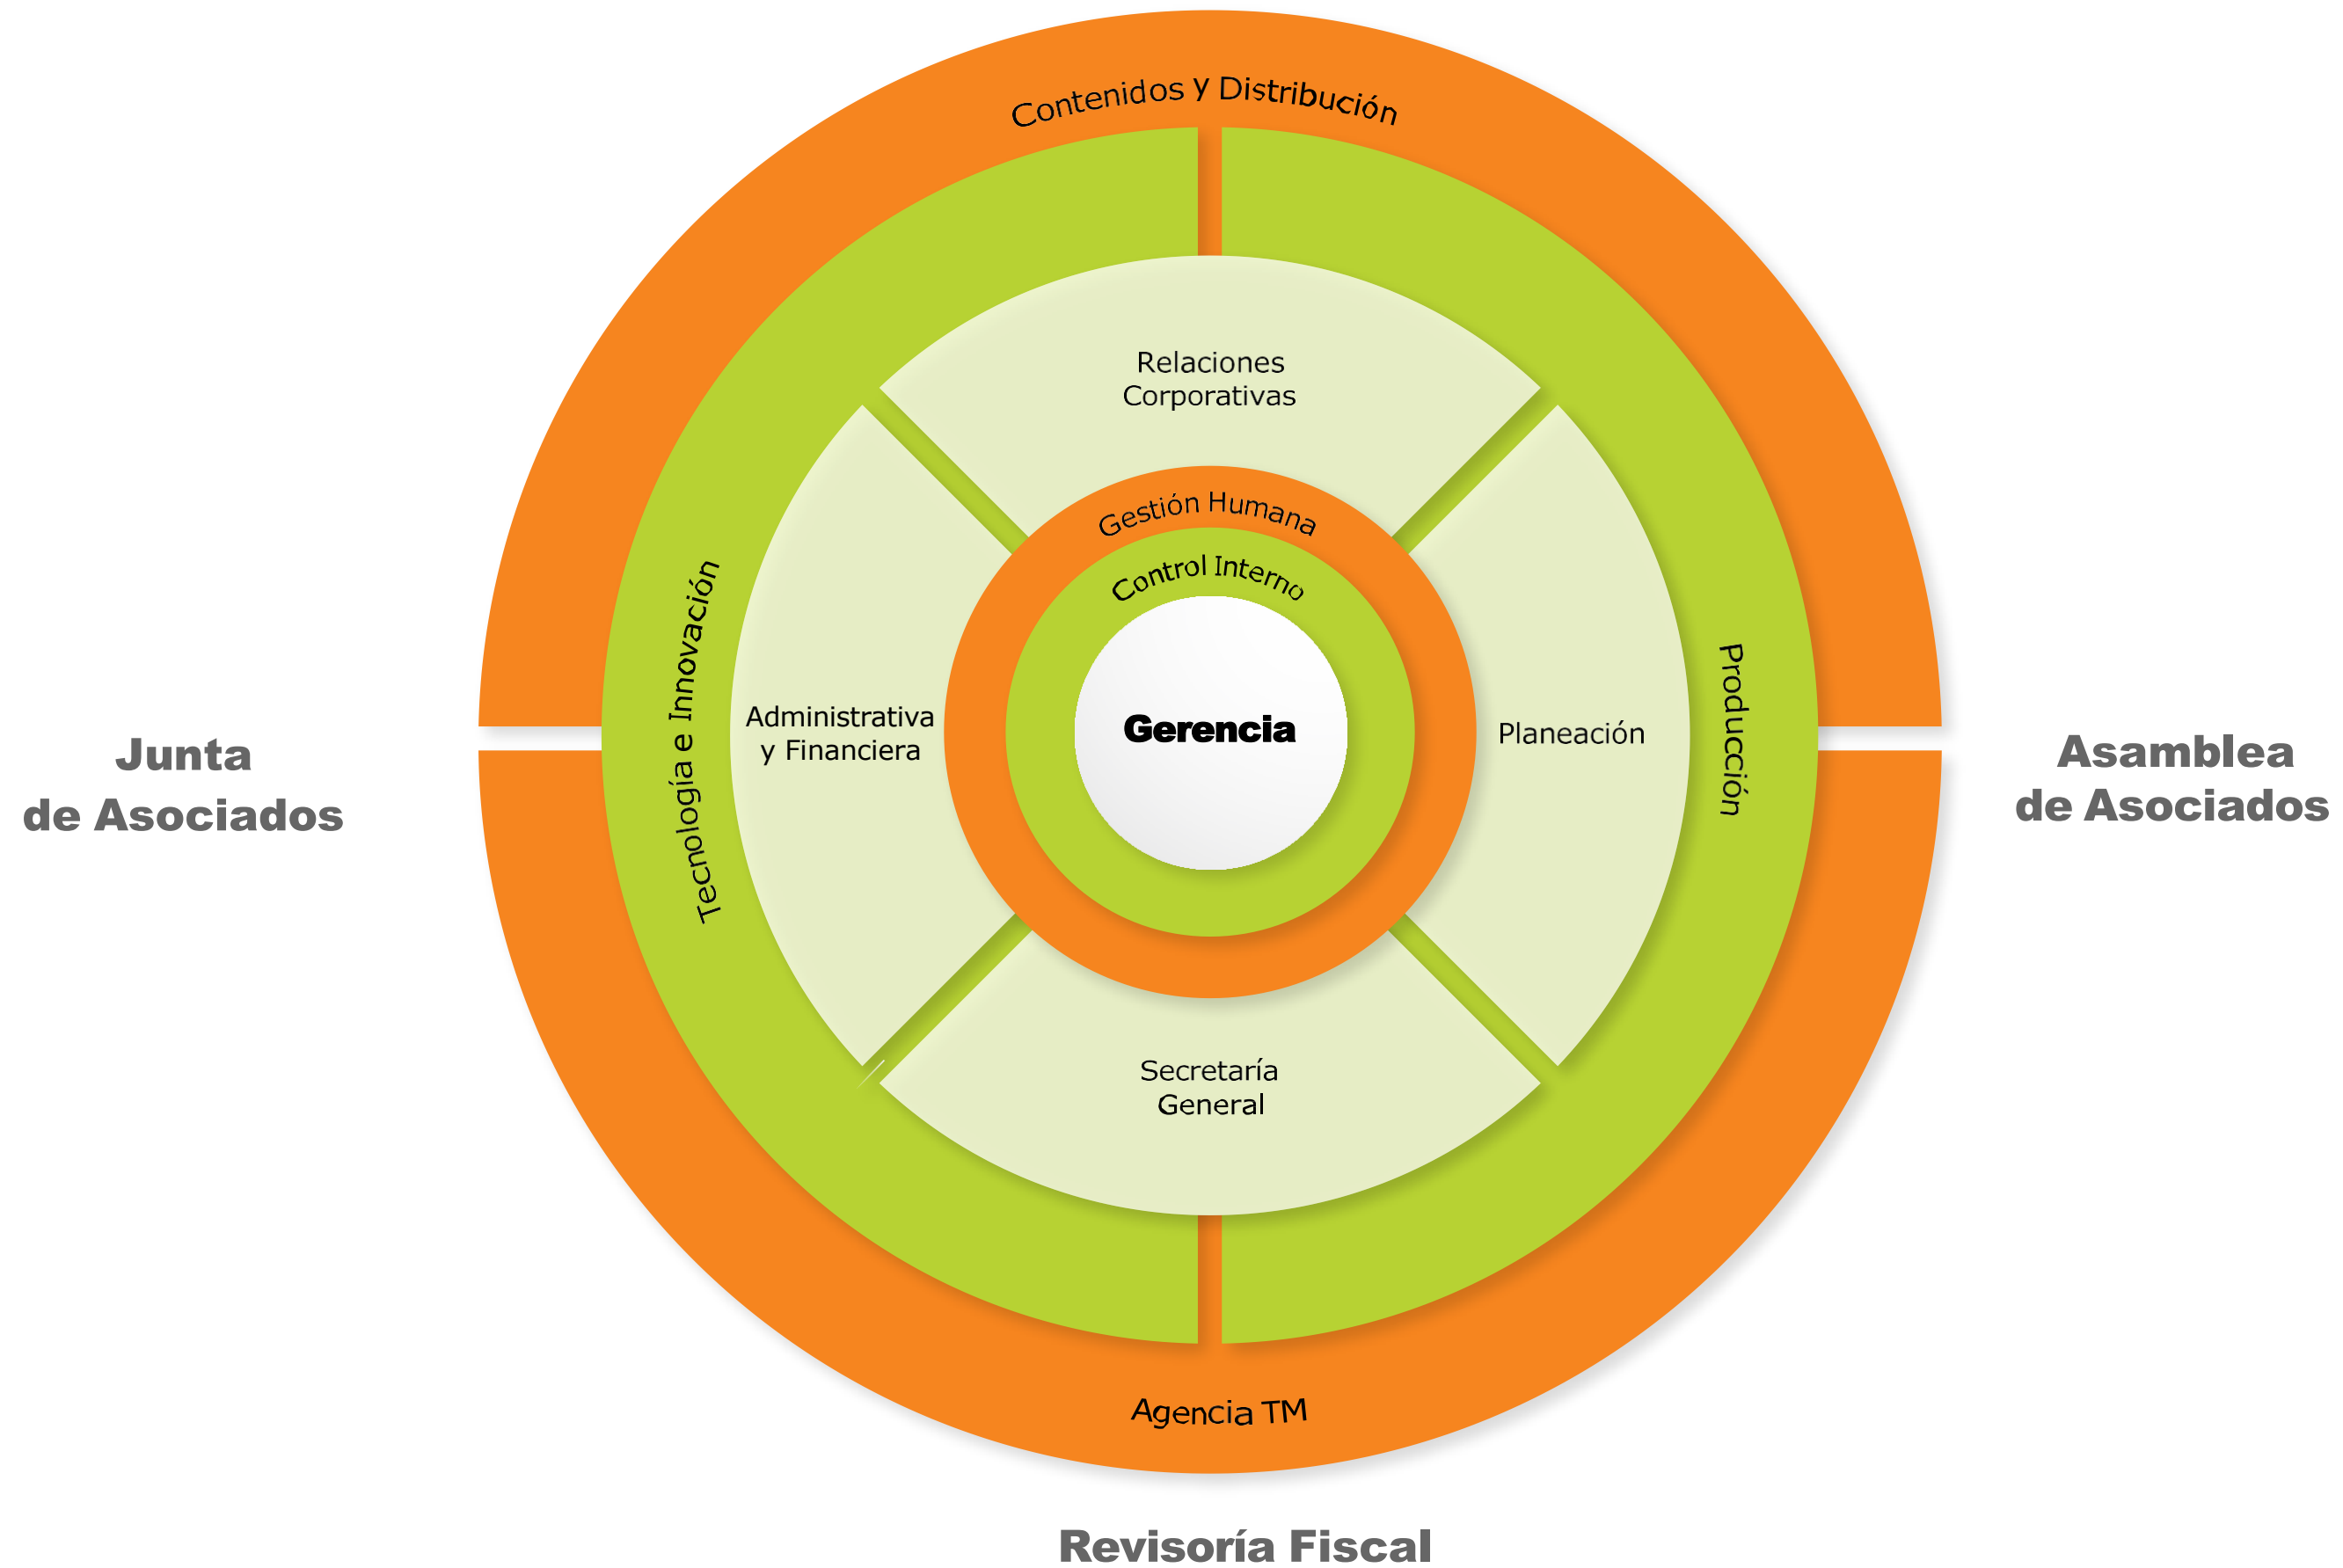 Contenidos y Distribución
Relaciones
Corporativas
Gestión Humana
Control Interno
Gerencia
Tecnología e Innovación
Administrativa
y Financiera
Planeación
Producción
Junta
de Asociados
Asamblea
de Asociados
Secretaría
General
Agencia TM
Revisoría Fiscal